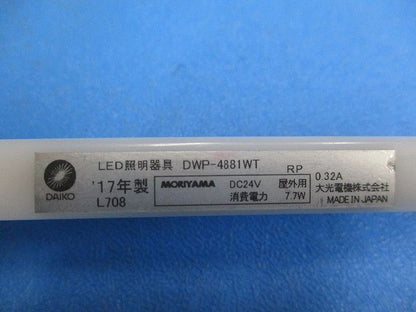 LED照明器具 DWP-4881WT
DAIKO
'17年製
L708
MORIYAMA
DC24V
消費電力
RP
屋外用
7.7W
0.32A
大光電機株式会社
MADE IN JAPAN